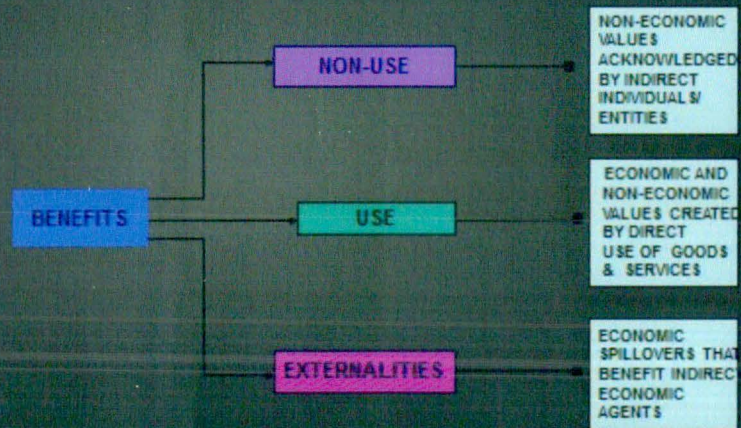 NON-USE
NON-ECONOMIC
VALUES
ACKNOWLEDGED
BY INDIRECT
INDIVIDUALS/
ENTITIES
BENEFITS
USE
ECONOMIC AND
NON-ECONOMIC
VALUES CREATED
BY DIRECT
USE OF GOODS
& SERVICES
EXTERNALITIES
ECONOMIC
SPILLOVERS THAT
BENEFIT INDIREC
ECONOMIC
AGENTS